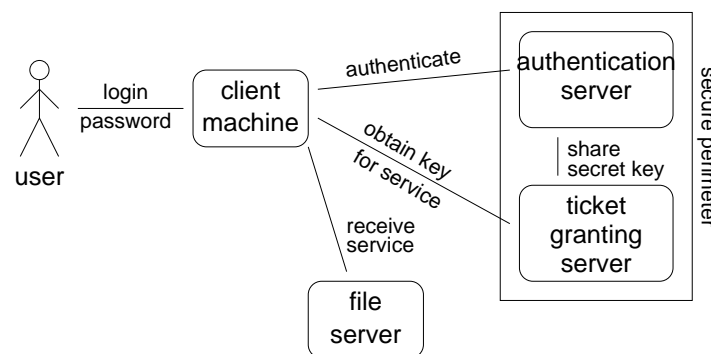 user
login
password
client
machine
authenticate
obtain key
for service
receive
service
file
server
authentication
server
share
secret key
ticket
granting
server
secure perimeter